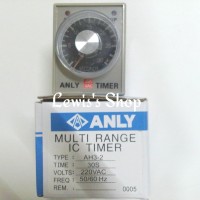 ANLY TIMER
Lewis's Shop
ANLY
MULTI RANGE
IC TIMER
TYPE : AH3-2
TIME : 30S
VOLTS: 220VAC
FREQ : 50/60 Hz
REM :
0005